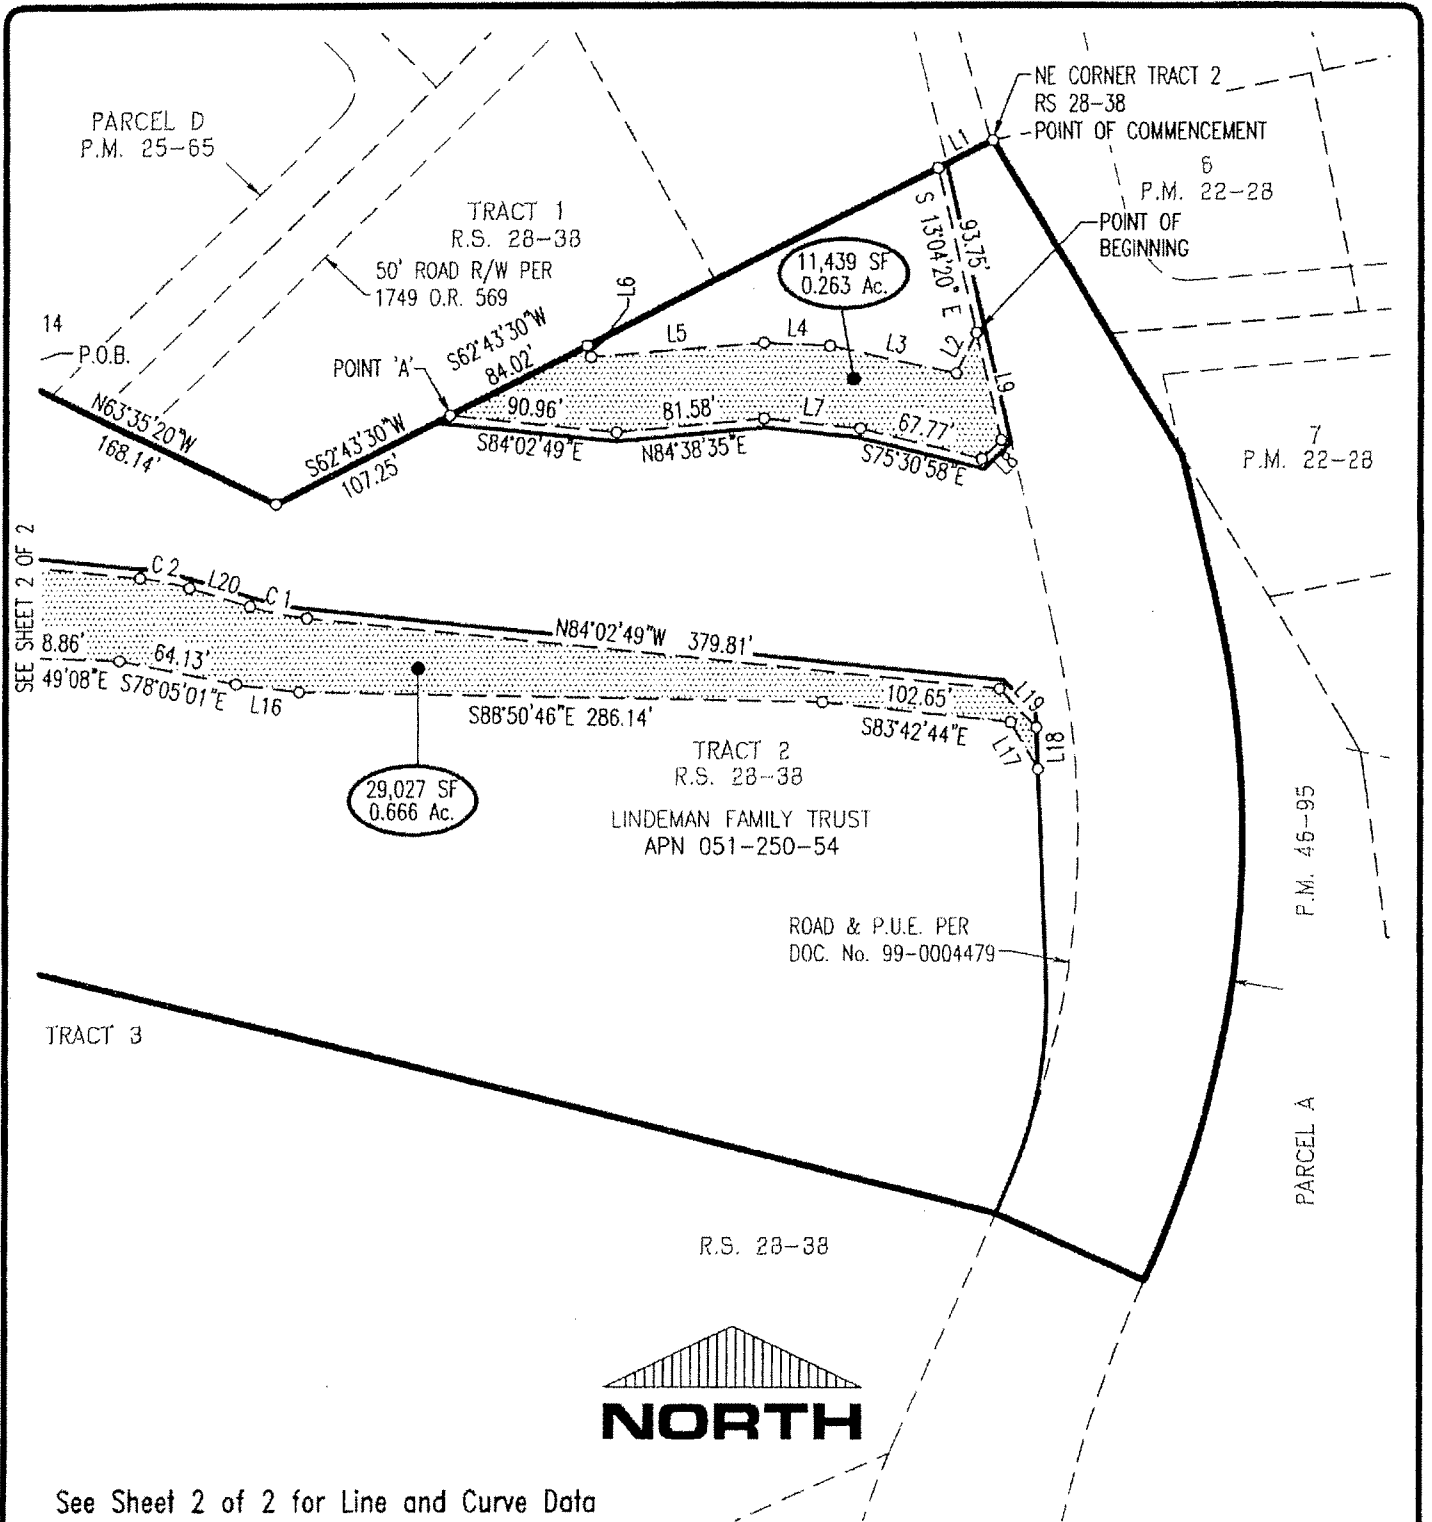 NE CORNER TRACT 2
RS 28-38
POINT OF COMMENCEMENT
L1
PARCEL D
P.M. 25-65
6
P.M. 22-28
TRACT 1
R.S. 28-38
50' ROAD R/W PER
1749 O.R. 569
POINT OF
BEGINNING
93.75'
S 13°04'20" E
11,439 SF
0.263 Ac.
L6
14
P.O.B.
POINT 'A'
S62°43'30"W
84.02'
L5
L4
L3
L2
L9
N63°35'20"W
168.14'
S62°43'30"W
107.25'
90.96'
S84°02'49"E
81.58'
N84°38'35"E
L7
67.77'
S75°30'58"E
L8
7
P.M. 22-28
SEE SHEET 2 OF 2
C 2
L20
C 1
N84°02'49"W 379.81'
8.86'
49'08"E
64.13'
S78°05'01"E
L16
S88°50'46"E 286.14'
102.65'
S83°42'44"E
L19
L18
L17
29,027 SF
0.666 Ac.
TRACT 2
R.S. 28-38
LINDEMAN FAMILY TRUST
APN 051-250-54
P.M. 46-95
ROAD & P.U.E. PER
DOC. No. 99-0004479
TRACT 3
PARCEL A
R.S. 28-38
NORTH
See Sheet 2 of 2 for Line and Curve Data